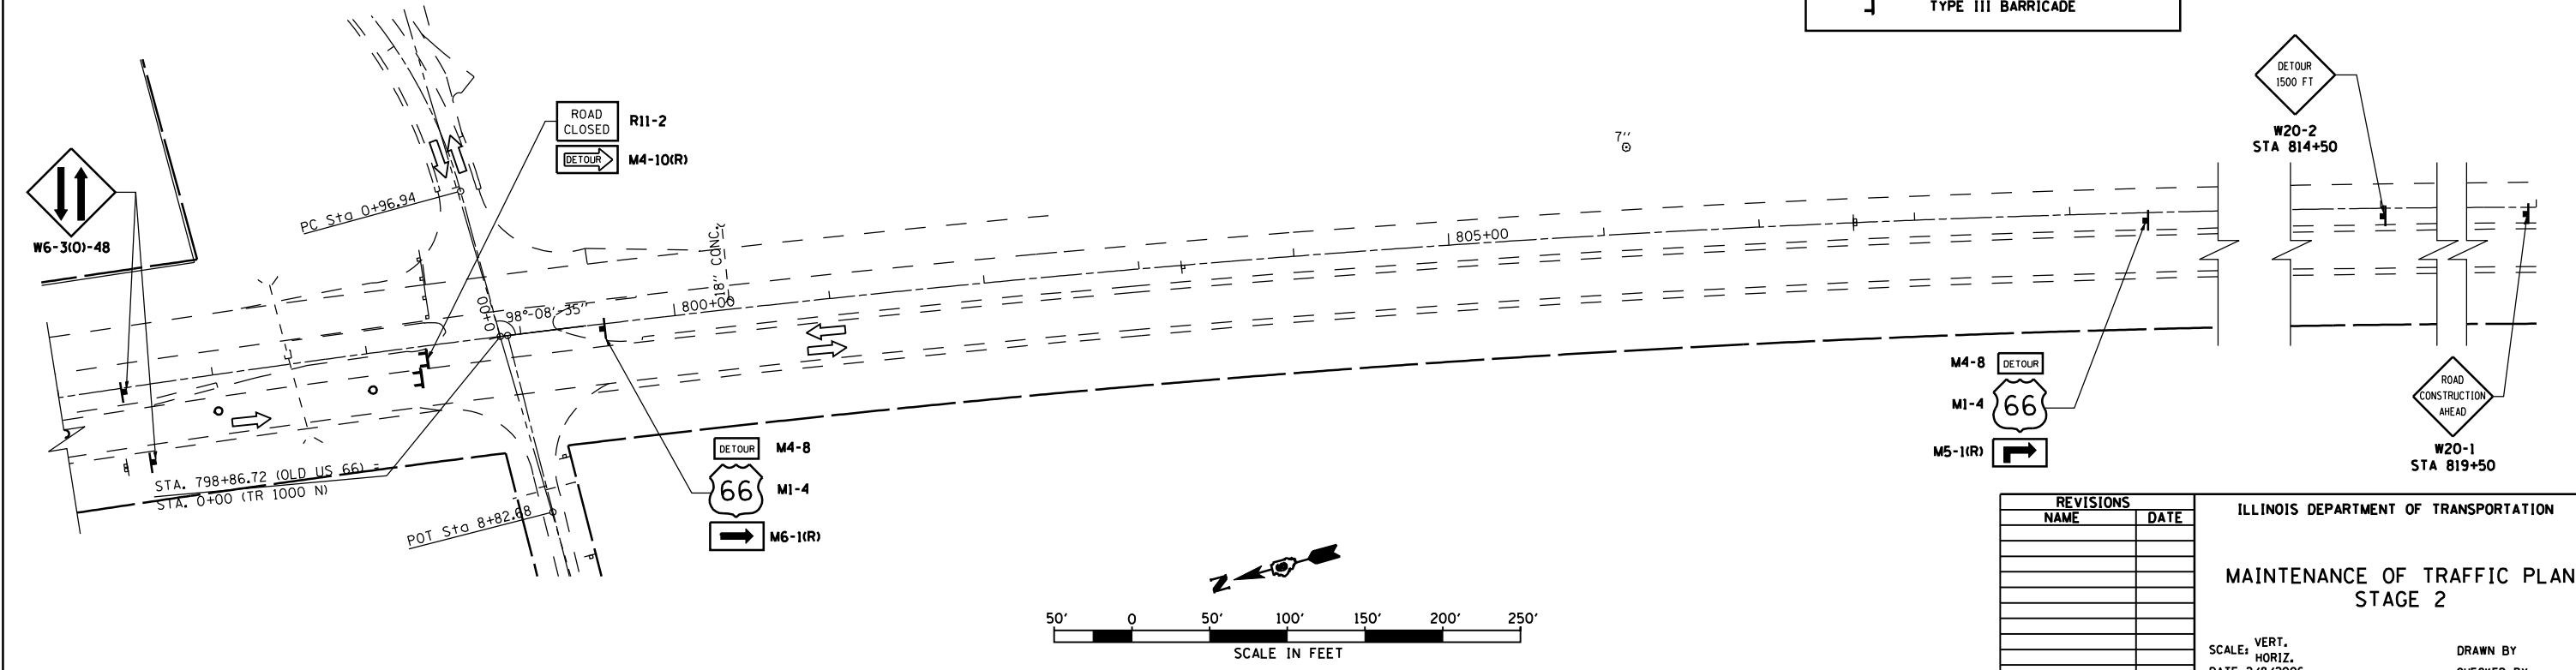 TYPE III BARRICADE
DETOUR
1500 FT
W20-2
STA 814+50
ROAD
CLOSED
R11-2
DETOUR
M4-10(R)
7''
W6-3(O)-48
PC Sta 0+96.94
18'' CONC.
0+00
98°-08'-35''
800+00
805+00
STA. 798+86.72 (OLD US 66) =
STA. 0+00 (TR 1000 N)
POT Sta 8+82.68
DETOUR
M4-8
66
M1-4
M6-1(R)
M4-8
DETOUR
M1-4
66
M5-1(R)
ROAD
CONSTRUCTION
AHEAD
W20-1
STA 819+50
N
50' 0 50' 100' 150' 200' 250'
SCALE IN FEET
REVISIONS
NAME DATE
ILLINOIS DEPARTMENT OF TRANSPORTATION
MAINTENANCE OF TRAFFIC PLAN
STAGE 2
SCALE: VERT.
HORIZ.
DRAWN BY